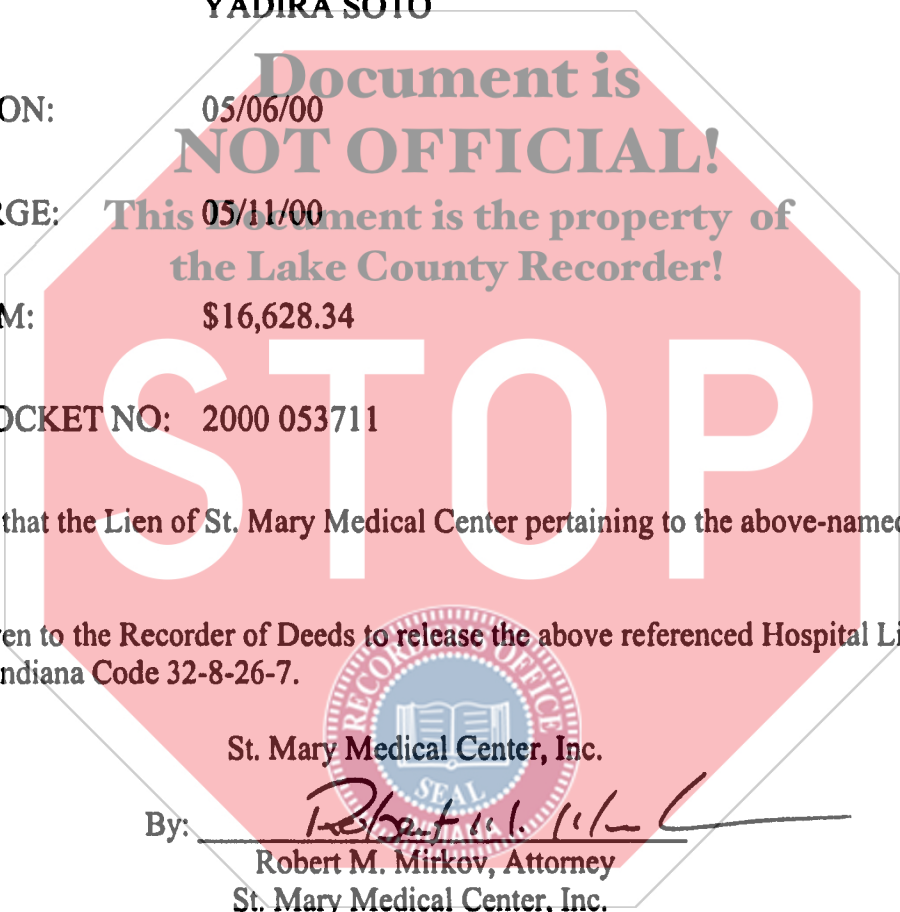 YADIRA SOTO
Document is
ON: 05/06/00
NOT OFFICIAL!
RGE: 05/11/00
This Document is the property of
the Lake County Recorder!
M: $16,628.34
STOP
OCKET NO: 2000 053711
that the Lien of St. Mary Medical Center pertaining to the above-named
en to the Recorder of Deeds to release the above referenced Hospital Li
ndiana Code 32-8-26-7.
RECORDER'S OFFICE
St. Mary Medical Center, Inc.
SEAL
By: Robert M. Mirkov
Robert M. Mirkov, Attorney
St. Mary Medical Center, Inc.